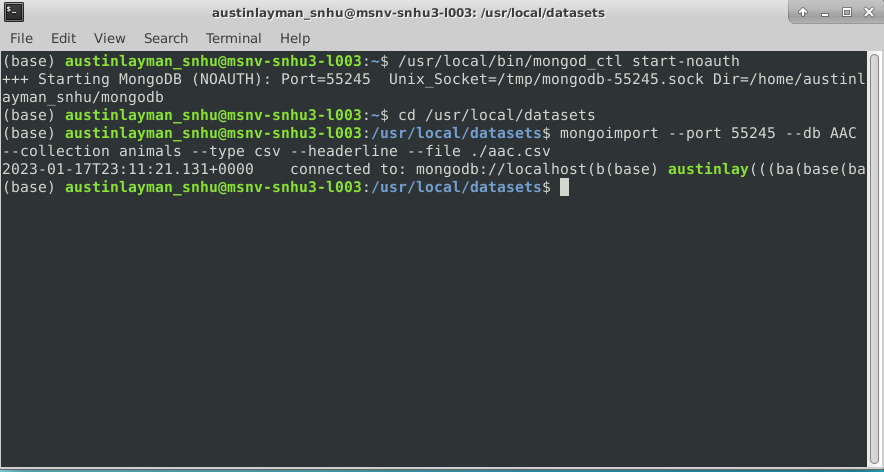 austinlayman_snhu@msnv-snhu3-l003: /usr/local/datasets
File Edit View Search Terminal Help
(base) austinlayman_snhu@msnv-snhu3-l003:~$ /usr/local/bin/mongod_ctl start-noauth
+++ Starting MongoDB (NOAUTH): Port=55245  Unix_Socket=/tmp/mongodb-55245.sock Dir=/home/austinl
ayman_snhu/mongodb
(base) austinlayman_snhu@msnv-snhu3-l003:~$ cd /usr/local/datasets
(base) austinlayman_snhu@msnv-snhu3-l003:/usr/local/datasets$ mongoimport --port 55245 --db AAC
--collection animals --type csv --headerline --file ./aac.csv
2023-01-17T23:11:21.131+0000    connected to: mongodb://localhost(b(base) austinlay(((ba(base(ba
(base) austinlayman_snhu@msnv-snhu3-l003:/usr/local/datasets$